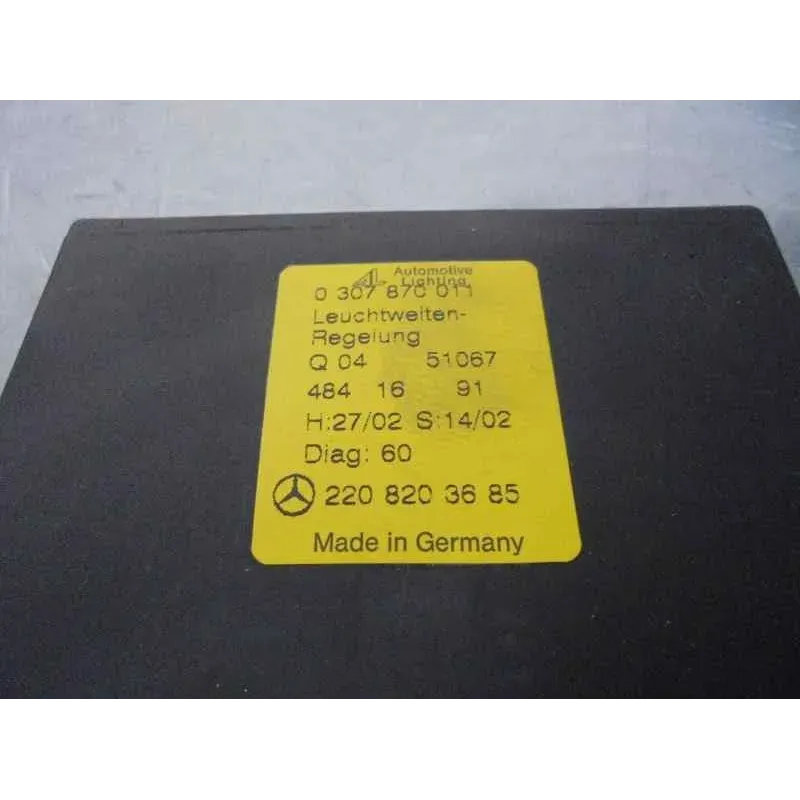 Automotive
Lighting
0 307 870 011
Leuchtweiten-
Regelung
Q 04 51067
484 16 91
H:27/02 S:14/02
Diag: 60
220 820 36 85
Made in Germany